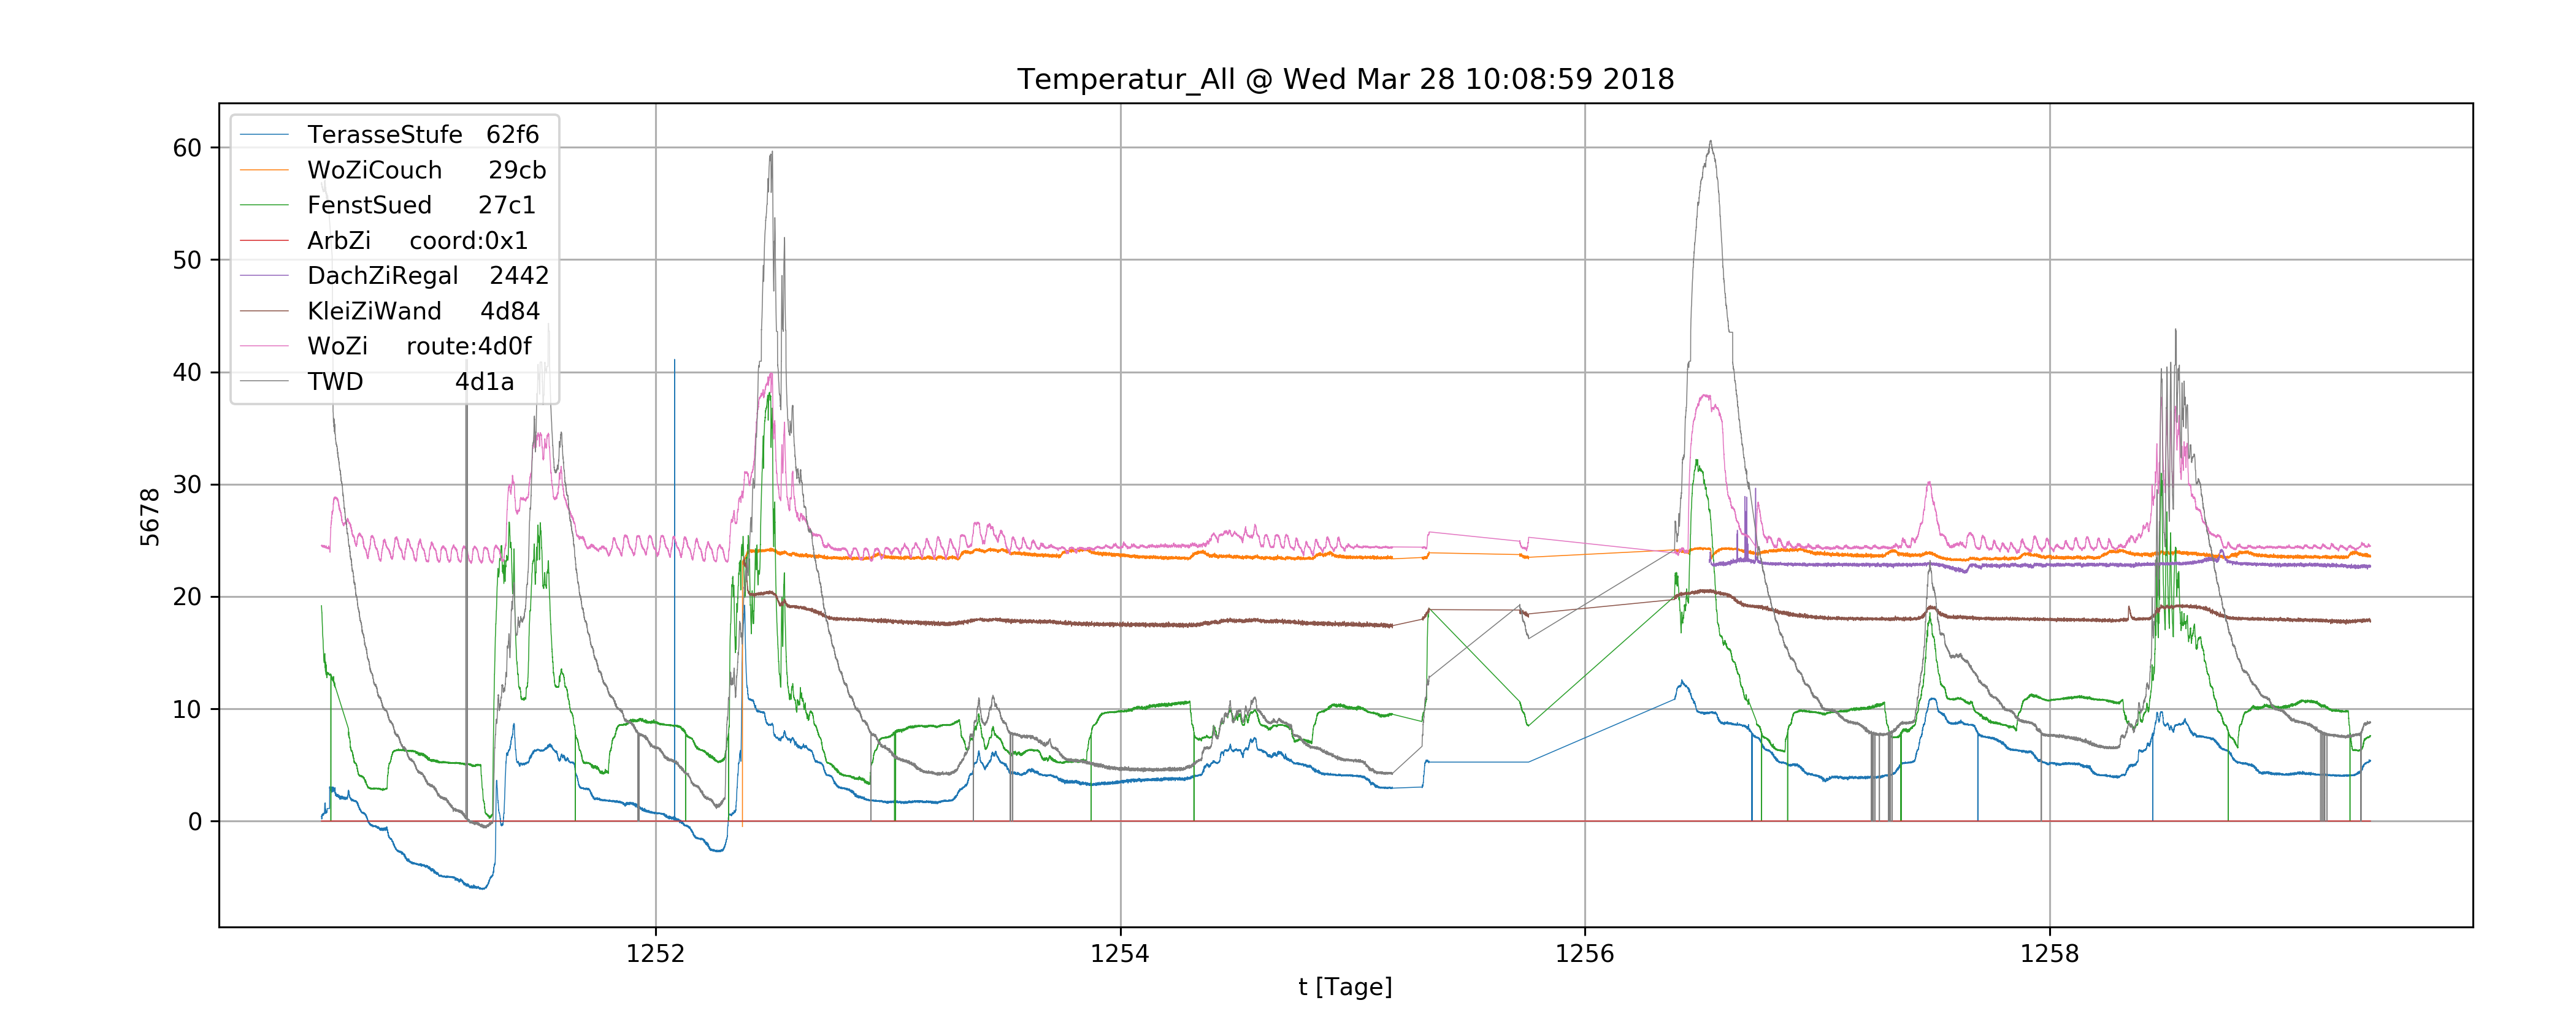 Temperatur_All @ Wed Mar 28 10:08:59 2018
60
50
40
30
20
10
0
5678
TerasseStufe 62f6
WoZiCouch 29cb
FenstSued 27c1
ArbZi coord:0x1
DachZiRegal 2442
KleiZiWand 4d84
WoZi route:4d0f
TWD 4d1a
1252 1254 1256 1258
t [Tage]